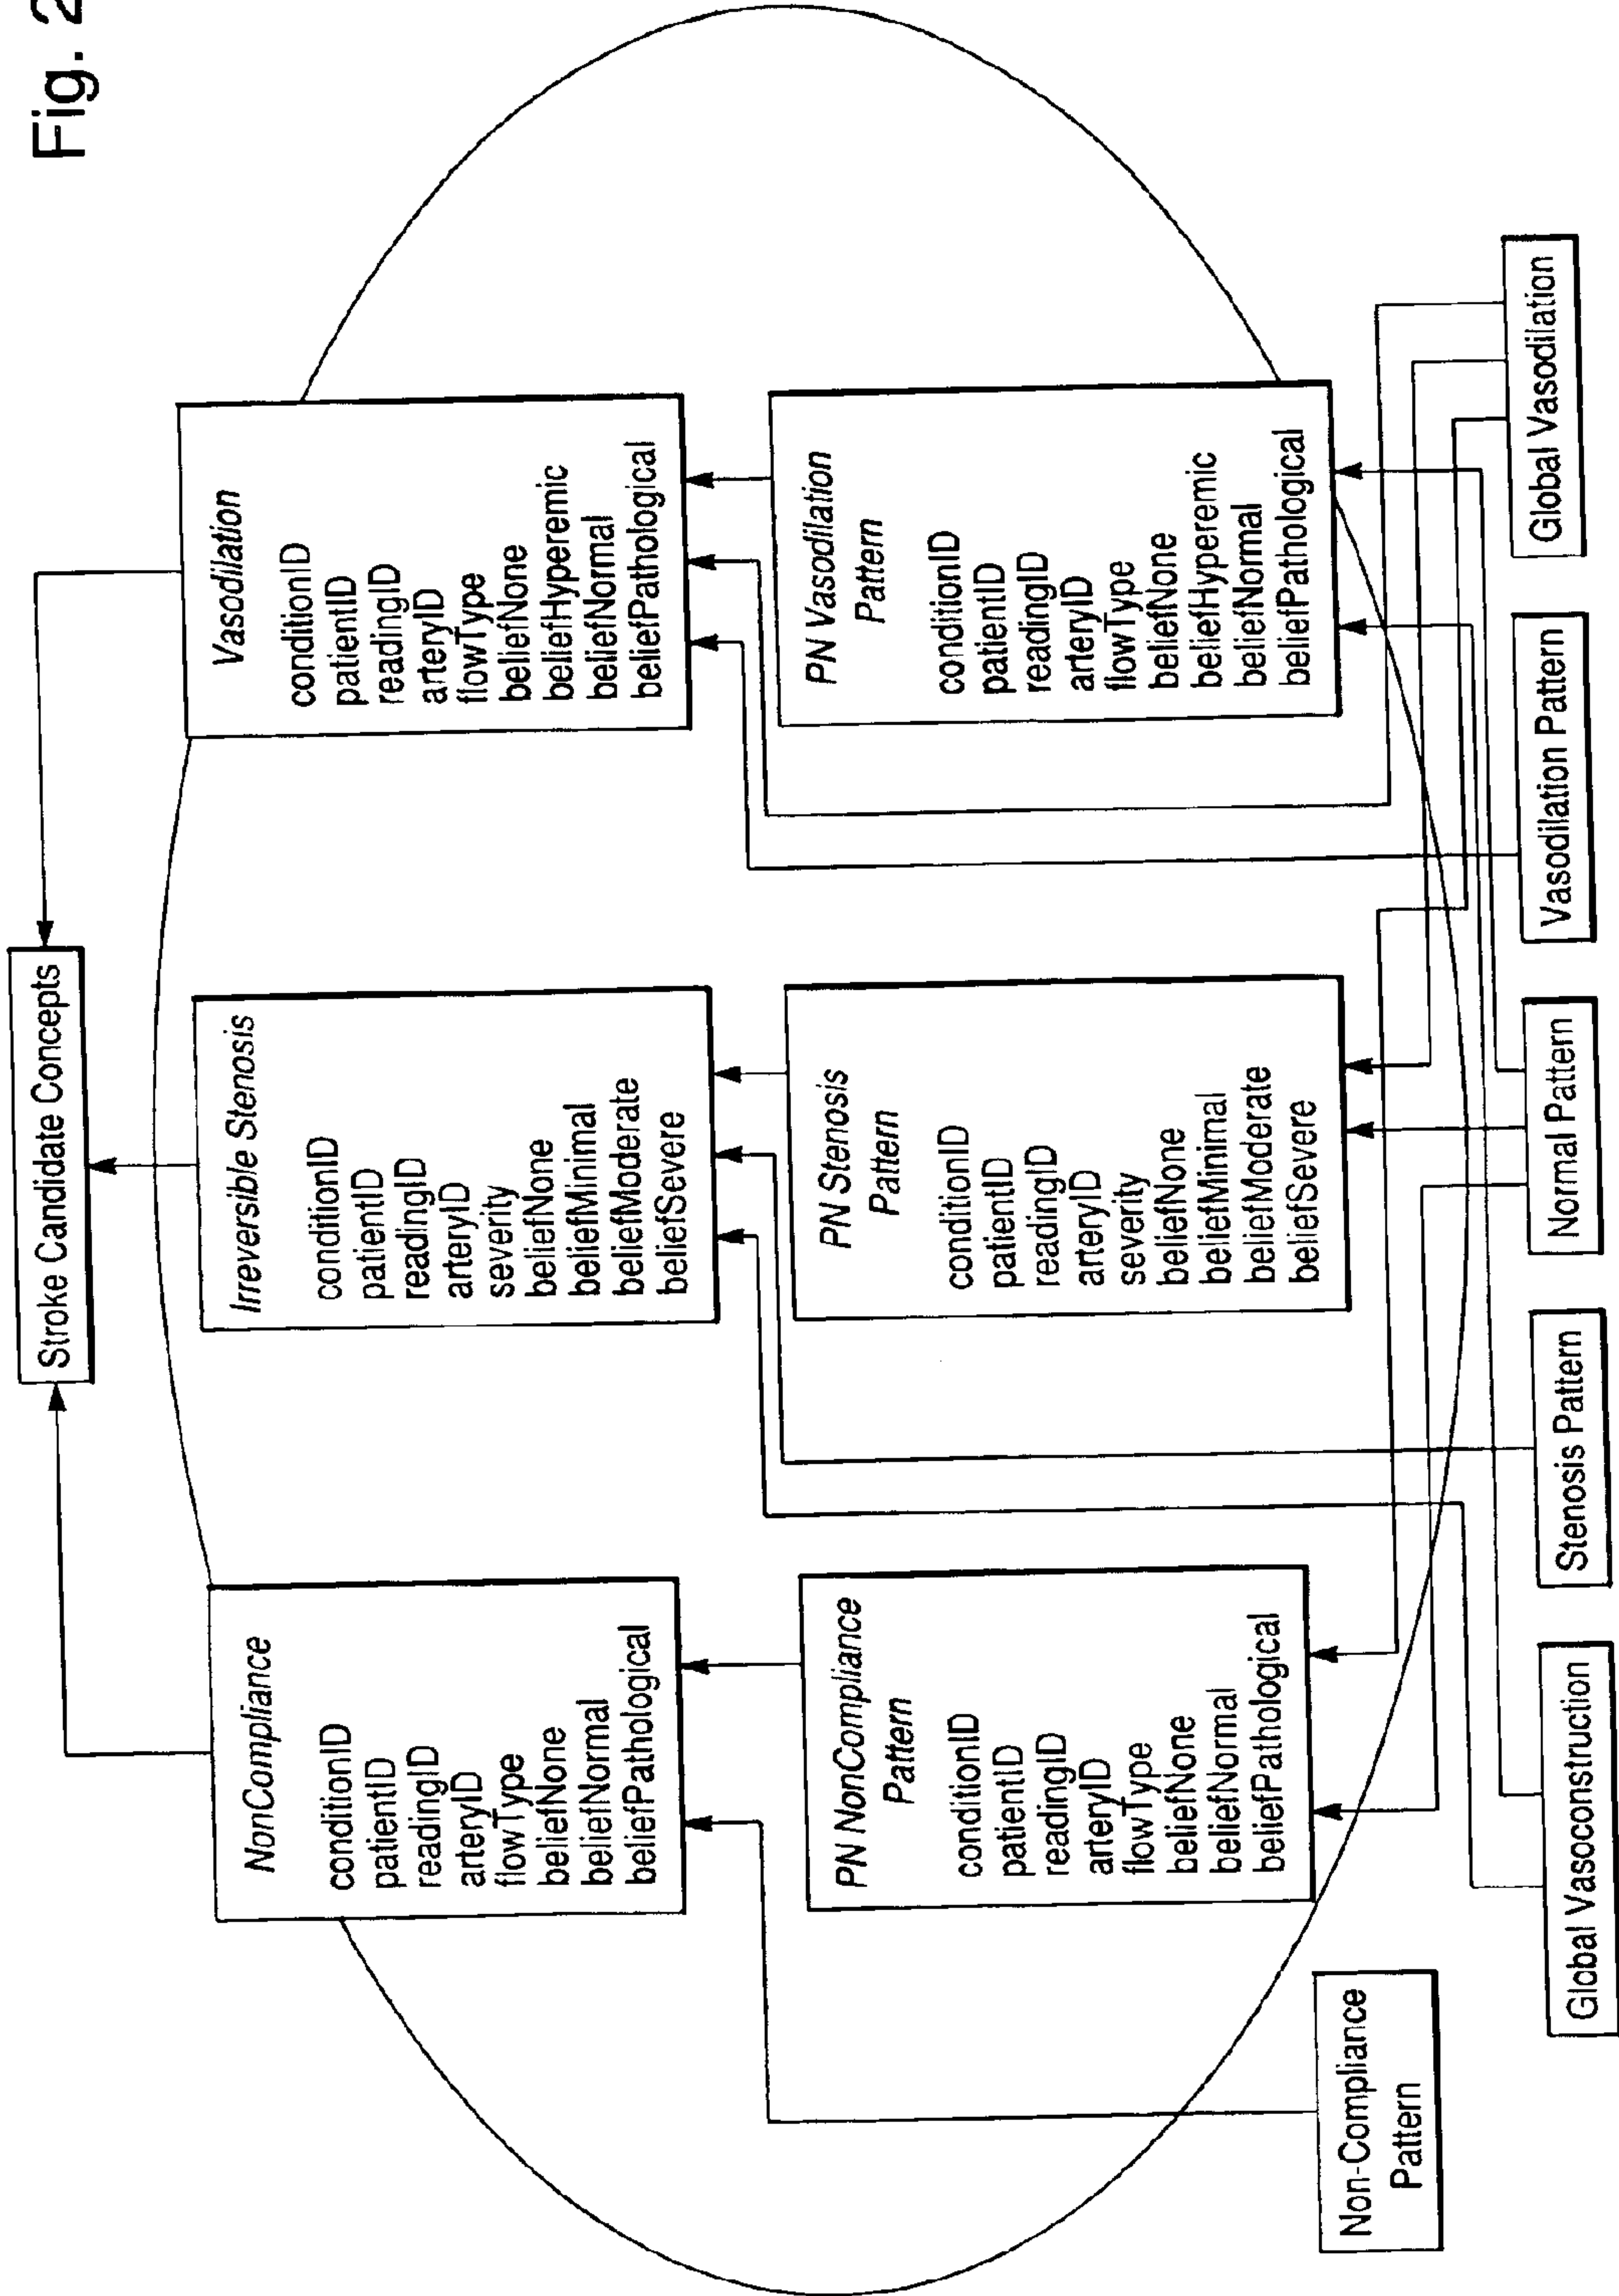 Fig. 2
Stroke Candidate Concepts
NonCompliance
conditionID
patientID
readingID
arteryID
flowType
beliefNone
beliefNormal
beliefPathological
Irreversible Stenosis
conditionID
patientID
readingID
arteryID
severity
beliefNone
beliefMinimal
beliefModerate
beliefSevere
Vasodilation
conditionID
patientID
readingID
arteryID
flowType
beliefNone
beliefHyperemic
beliefNormal
beliefPathological
PN NonCompliance
Pattern
conditionID
patientID
readingID
arteryID
flowType
beliefNone
beliefNormal
beliefPathological
PN Stenosis
Pattern
conditionID
patientID
readingID
arteryID
severity
beliefNone
beliefMinimal
beliefModerate
beliefSevere
PN Vasodilation
Pattern
conditionID
patientID
readingID
arteryID
flowType
beliefNone
beliefHyperemic
beliefNormal
beliefPathological
Non-Compliance
Pattern
Global Vasoconstruction
Stenosis Pattern
Normal Pattern
Vasodilation Pattern
Global Vasodilation